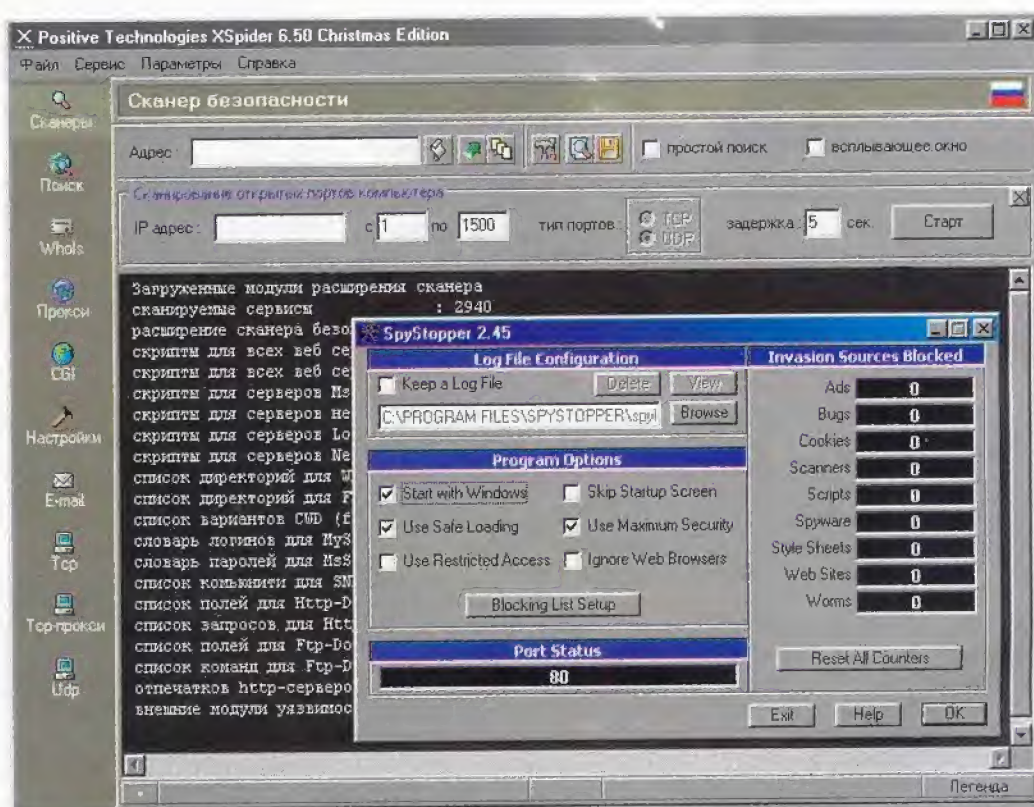 Positive Technologies XSpider 6.50 Christmas Edition
Файл Сервис Параметры Справка
Сканеры
Поиск
WhoIs
Прокси
CGI
Настройки
E-mail
Tcp
Tcp-прокси
Udp
Сканер безопасности
Адрес :
простой поиск
всплывающее окно
Сканирование открытых портов компьютера
IP адрес : с 1 по 1500 тип портов : TCP UDP задержка : 5 сек. Старт
Загруженные модули расширения сканера
сканируемые сервисы : 2940
расширение сканера безо
скрипты для всех веб се
скрипты для всех веб се
скрипты для серверов Ms
скрипты для серверов Не
скрипты для серверов Lo
скрипты для серверов Ne
список директорий для W
список директорий для F
список вариантов CWD (f
словарь логинов для MyS
словарь паролей для MsS
список комьюнити для SN
список полей для Http-D
список запросов для Htt
список полей для Ftp-Do
список команд для Ftp-D
отпечатков http-серверо
внешние модули уязвимос
Легенда
SpyStopper 2.45
Log File Configuration
Keep a Log File Delete View
C:\PROGRAM FILES\SPYSTOPPER\spyl Browse
Program Options
Start with Windows Skip Startup Screen
Use Safe Loading Use Maximum Security
Use Restricted Access Ignore Web Browsers
Blocking List Setup
Port Status
80
Invasion Sources Blocked
Ads 0
Bugs 0
Cookies 0
Scanners 0
Scripts 0
Spyware 0
Style Sheets 0
Web Sites 0
Worms 0
Reset All Counters
Exit Help OK